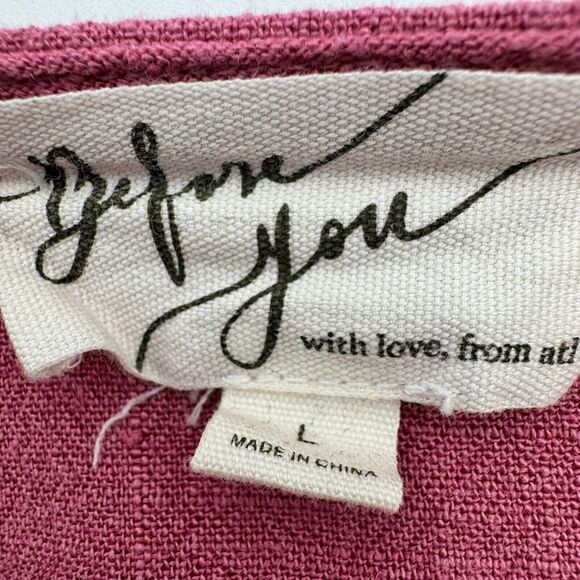 Before
You
with love, from atl
L
MADE IN CHINA